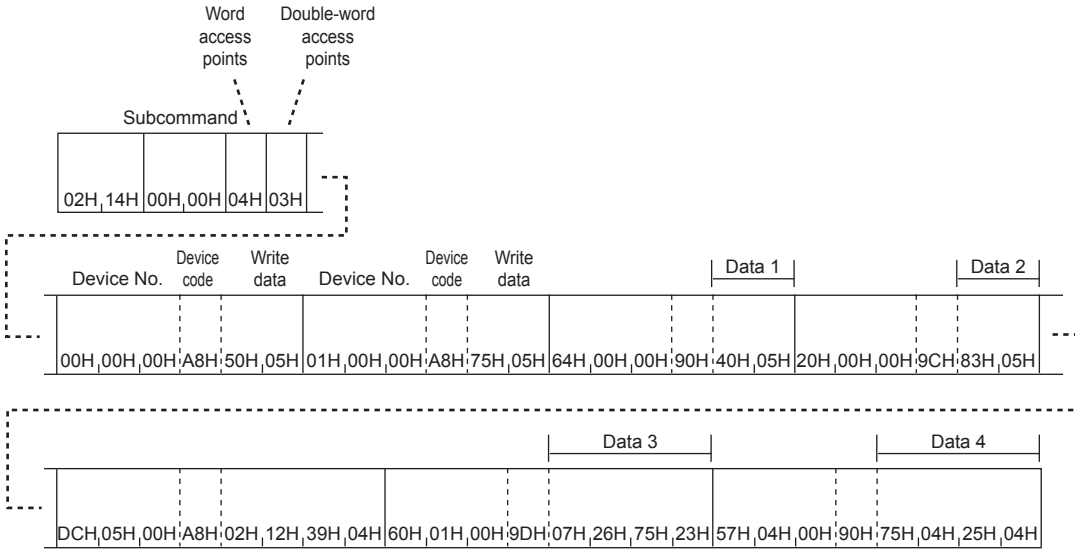 Word access points
Double-word access points
Subcommand
02H 14H 00H 00H 04H 03H
Device No. Device code Write data Device No. Device code Write data Data 1 Data 2
00H 00H 00H A8H 50H 05H 01H 00H 00H A8H 75H 05H 64H 00H 00H 90H 40H 05H 20H 00H 00H 9CH 83H 05H
Data 3 Data 4
DCH 05H 00H A8H 02H 12H 39H 04H 60H 01H 00H 9DH 07H 26H 75H 23H 57H 04H 00H 90H 75H 04H 25H 04H